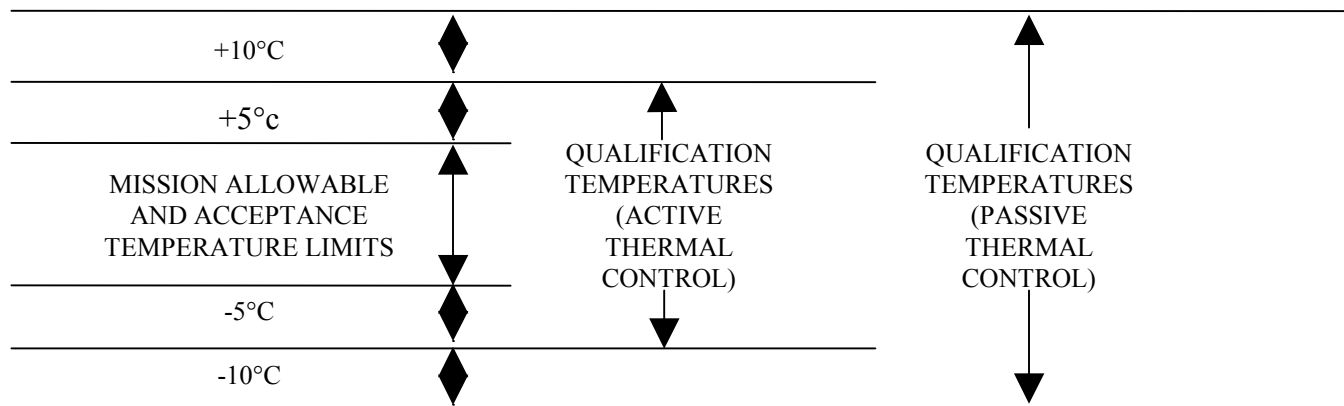 +10°C
+5°c
MISSION ALLOWABLE
AND ACCEPTANCE
TEMPERATURE LIMITS
-5°C
-10°C
QUALIFICATION
TEMPERATURES
(ACTIVE
THERMAL
CONTROL)
QUALIFICATION
TEMPERATURES
(PASSIVE
THERMAL
CONTROL)